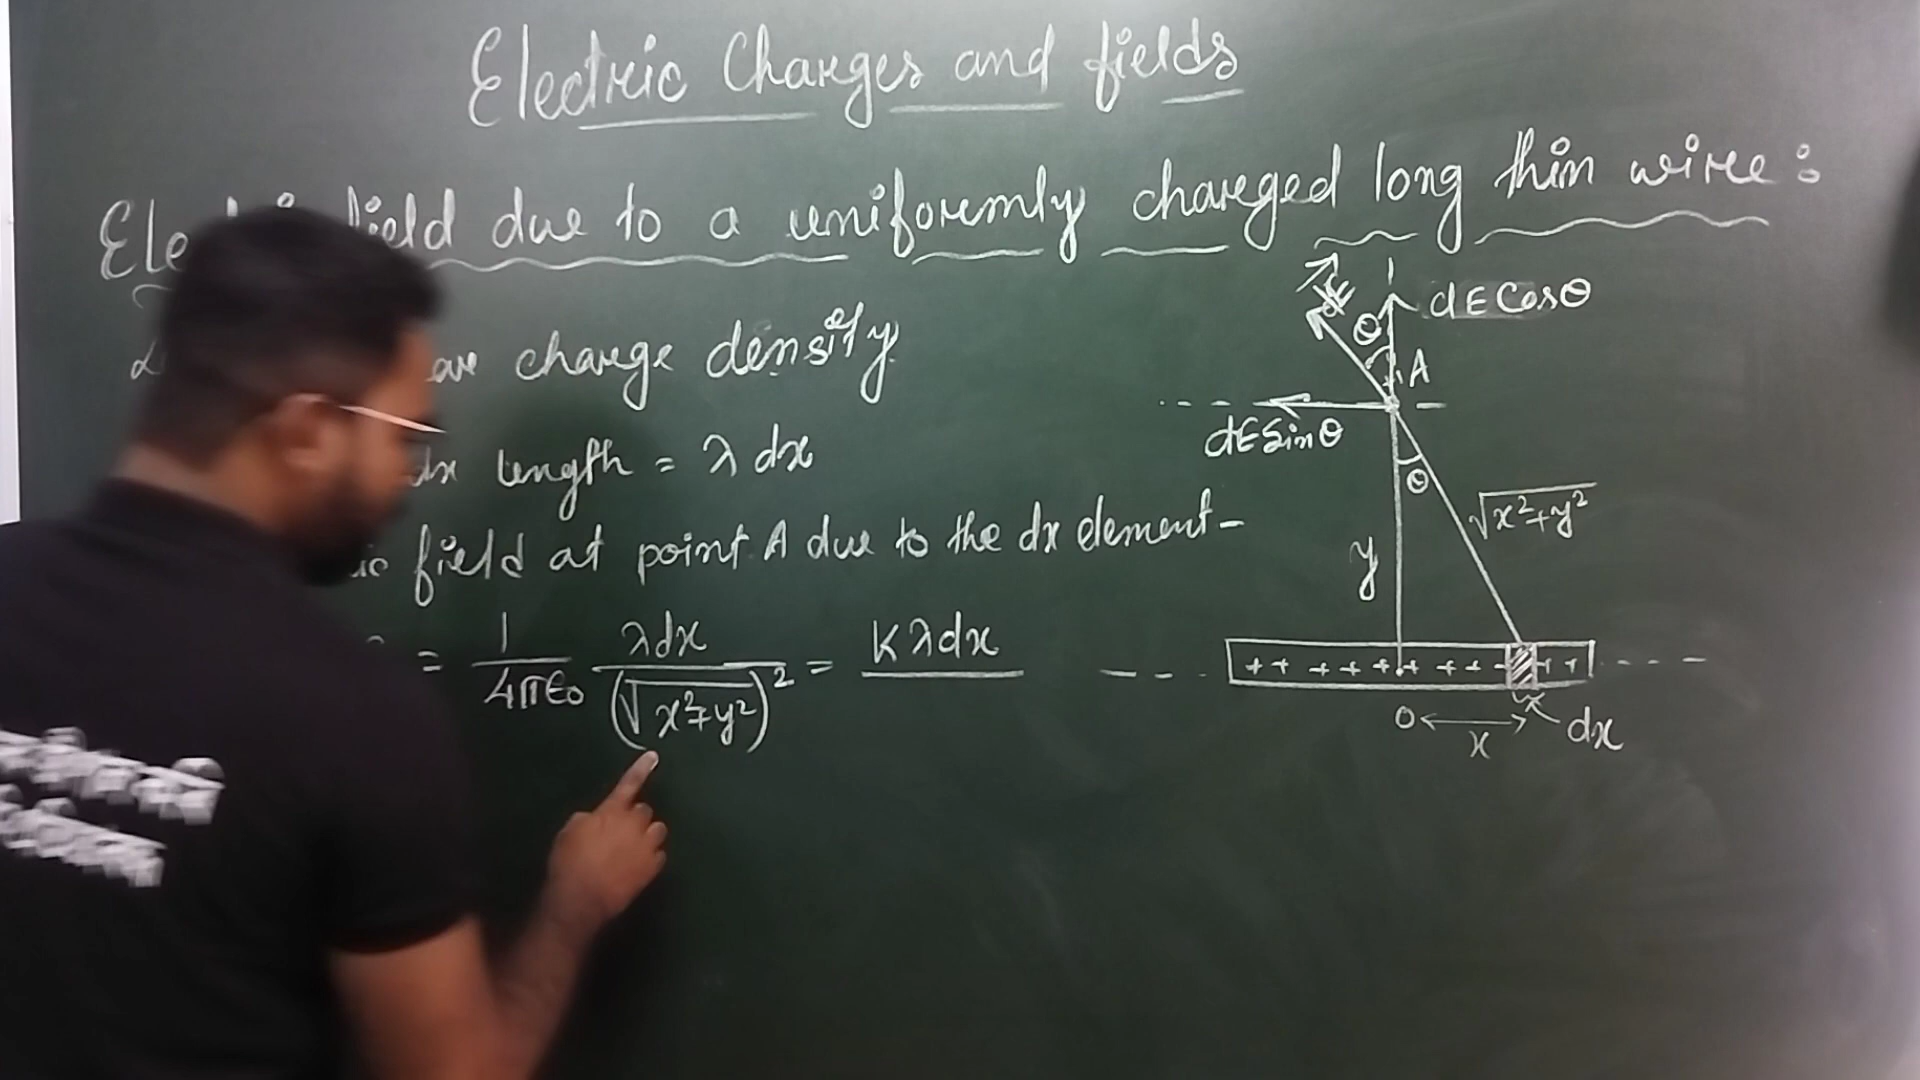 Electric Charges and fields
field due to a uniformly charged long thin wire:
charge density
dx length = λ dx
field at point A due to the dx element-
= 1/4πε₀ λdx/(√x²+y²)² = Kλdx
dE
dE Cosθ
θ
A
dE Sinθ
θ
√x²+y²
y
+ + + + + + + + + + + +
O
x
dx